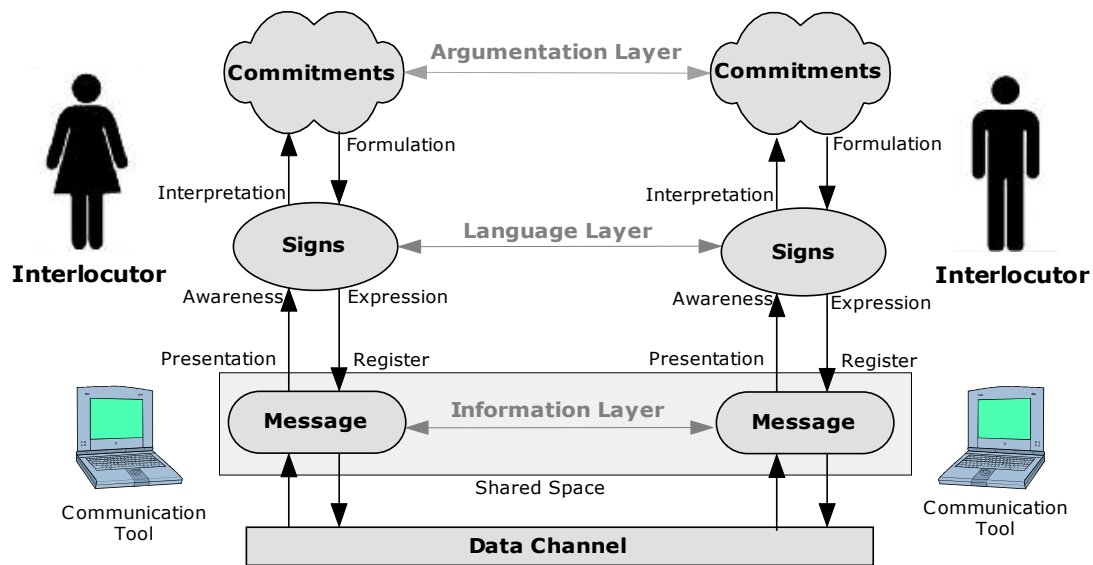 Commitments
Argumentation Layer
Commitments
Formulation
Formulation
Interpretation
Interpretation
Signs
Language Layer
Signs
Interlocutor
Interlocutor
Awareness
Expression
Awareness
Expression
Presentation
Register
Presentation
Register
Message
Information Layer
Message
Shared Space
Communication
Tool
Communication
Tool
Data Channel